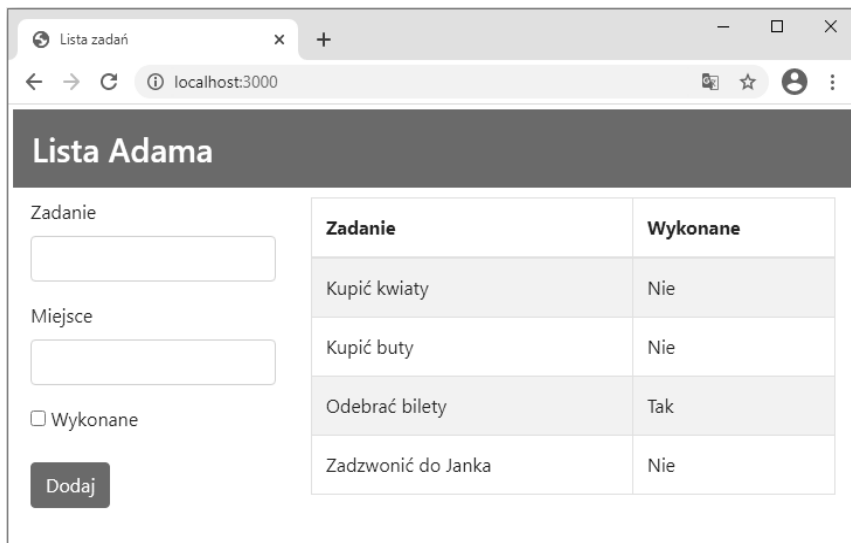 Lista zadań
localhost:3000
Lista Adama
Zadanie
Miejsce
Wykonane
Dodaj
Zadanie Wykonane
Kupić kwiaty Nie
Kupić buty Nie
Odebrać bilety Tak
Zadzwonić do Janka Nie